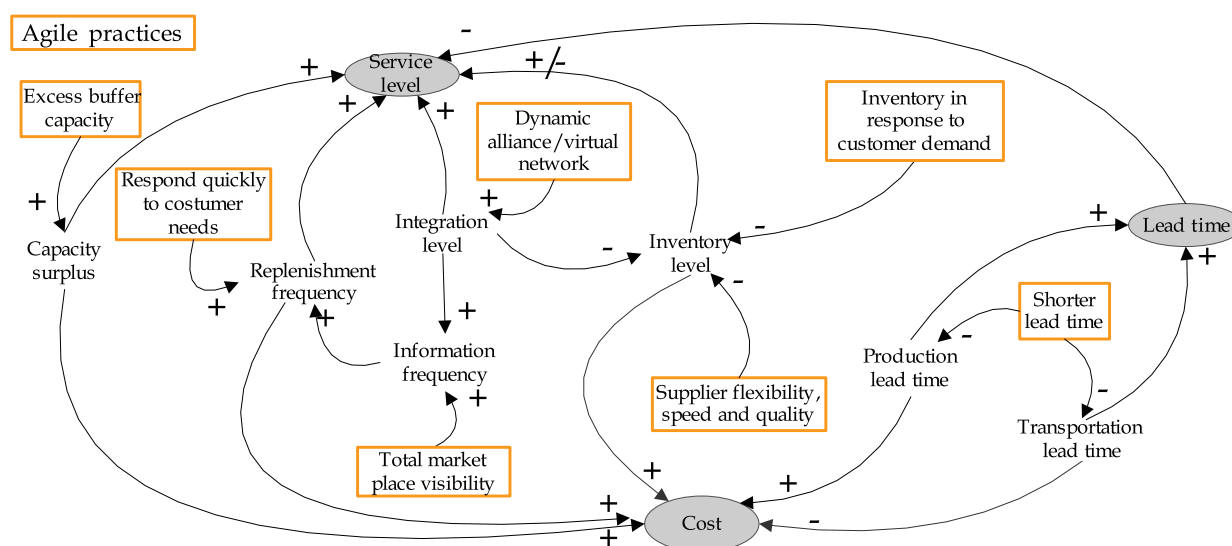 Agile practices
Service
level
+/-
-
+
+
+
Excess buffer
capacity
Dynamic
alliance/virtual
network
Inventory in
response to
customer demand
Respond quickly
to costumer
needs
+
+
Integration
level
-
-
Inventory
level
+
Lead time
+
Capacity
surplus
Replenishment
frequency
+
+
+
-
Shorter
lead time
-
-
Information
frequency
+
Production
lead time
Supplier flexibility,
speed and quality
Transportation
lead time
Total market
place visibility
+
+
+
+
-
Cost